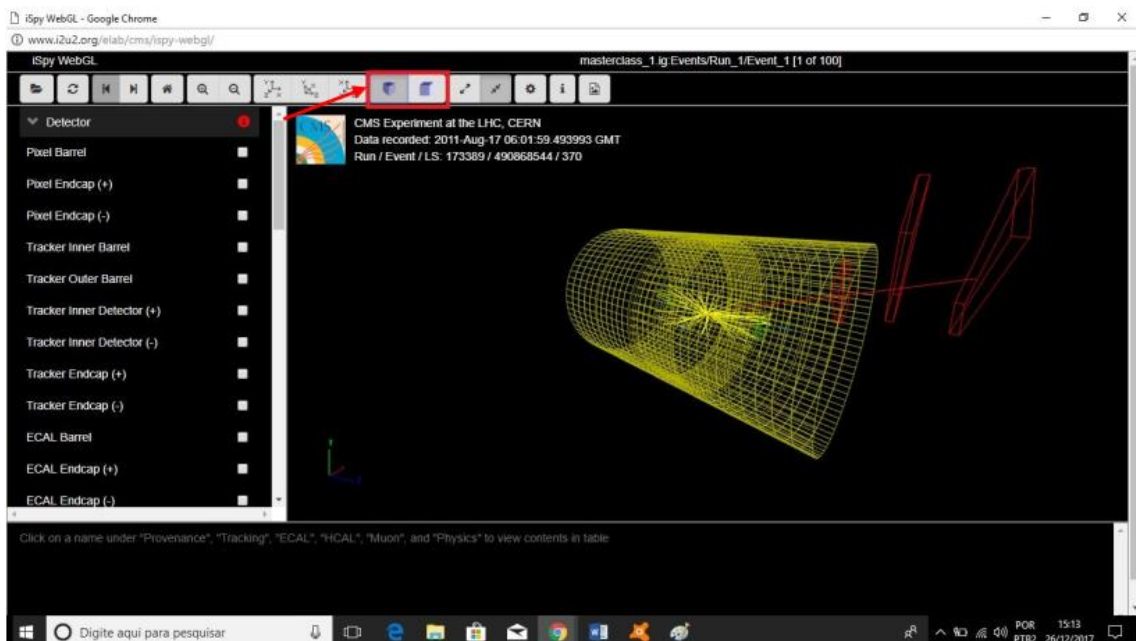 iSpy WebGL - Google Chrome
www.i2u2.org/elab/cms/ispy-webgl/
iSpy WebGL
masterclass_1.ig:Events/Run_1/Event_1 [1 of 100]
Detector
CMS
CMS Experiment at the LHC, CERN
Data recorded: 2011-Aug-17 06:01:59.493993 GMT
Run / Event / LS: 173389 / 490868544 / 370
Pixel Barrel
Pixel Endcap (+)
Pixel Endcap (-)
Tracker Inner Barrel
Tracker Outer Barrel
Tracker Inner Detector (+)
Tracker Inner Detector (-)
Tracker Endcap (+)
Tracker Endcap (-)
ECAL Barrel
ECAL Endcap (+)
ECAL Endcap (-)
Click on a name under "Provenance", "Tracking", "ECAL", "HCAL", "Muon", and "Physics" to view contents in table
Digite aqui para pesquisar
POR
PTB2
15:13
26/12/2017